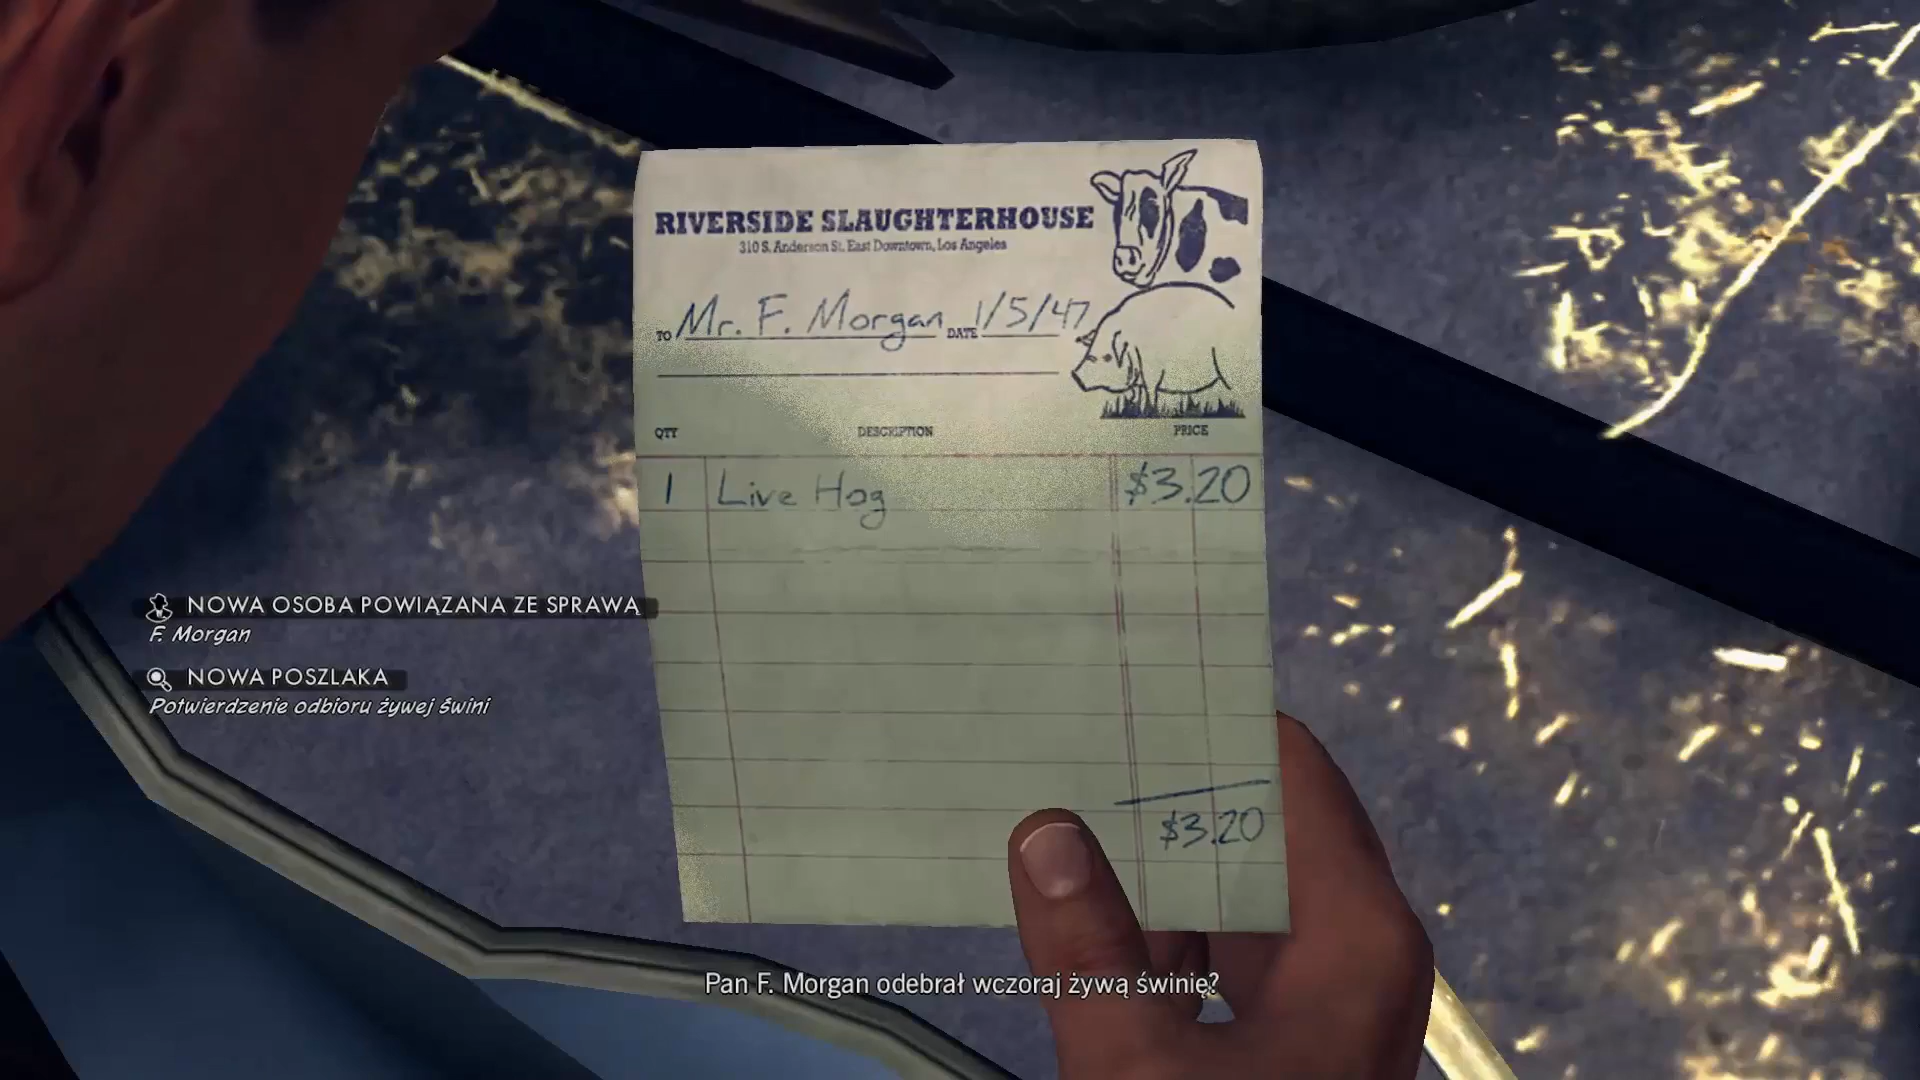 RIVERSIDE SLAUGHTERHOUSE
310 S. Anderson St. East Downtown, Los Angeles
TO Mr. F. Morgan DATE 1/5/47
QTY DESCRIPTION PRICE
1 Live Hog $3.20
$3.20
NOWA OSOBA POWIĄZANA ZE SPRAWĄ
F. Morgan
NOWA POSZLAKA
Potwierdzenie odbioru żywej świni
Pan F. Morgan odebrał wczoraj żywą świnię?